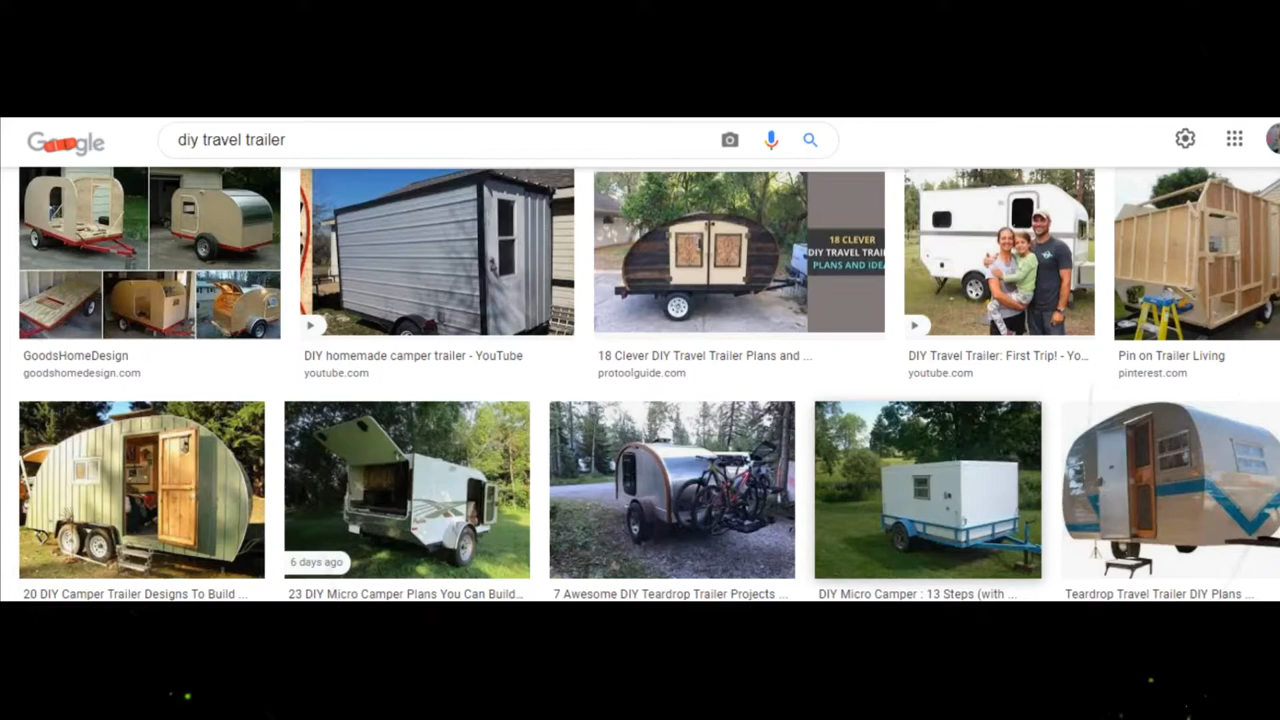 Google
diy travel trailer
18 CLEVER
DIY TRAVEL TRAI
PLANS AND IDEA
GoodsHomeDesign
goodshomedesign.com
DIY homemade camper trailer - YouTube
youtube.com
18 Clever DIY Travel Trailer Plans and ...
protoolguide.com
DIY Travel Trailer: First Trip! - Yo...
youtube.com
Pin on Trailer Living
pinterest.com
6 days ago
20 DIY Camper Trailer Designs To Build ...
23 DIY Micro Camper Plans You Can Build...
7 Awesome DIY Teardrop Trailer Projects ...
DIY Micro Camper : 13 Steps (with ...
Teardrop Travel Trailer DIY Plans ...